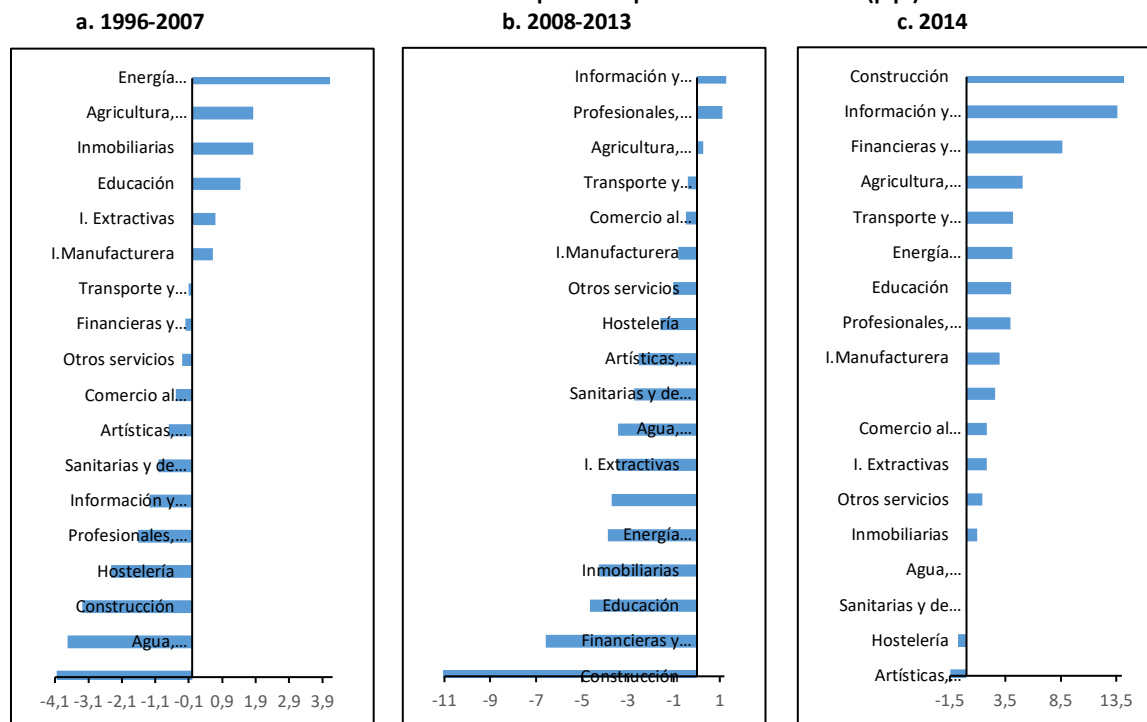 a. 1996-2007
b. 2008-2013
c. 2014
Energía...
Agricultura,...
Inmobiliarias
Educación
I. Extractivas
I.Manufacturera
Transporte y...
Financieras y...
Otros servicios
Comercio al...
Artísticas,...
Sanitarias y de...
Información y...
Profesionales,...
Hostelería
Construcción
Agua,...
-4,1 -3,1 -2,1 -1,1 -0,1 0,9 1,9 2,9 3,9
Información y...
Profesionales,...
Agricultura,...
Transporte y...
Comercio al...
I.Manufacturera
Otros servicios
Hostelería
Artísticas,...
Sanitarias y de...
Agua,...
I. Extractivas
Energía...
Inmobiliarias
Educación
Financieras y...
Construcción
-11 -9 -7 -5 -3 -1 1
Construcción
Información y...
Financieras y...
Agricultura,...
Transporte y...
Energía...
Educación
Profesionales,...
I.Manufacturera
Comercio al...
I. Extractivas
Otros servicios
Inmobiliarias
Agua,...
Sanitarias y de...
Hostelería
Artísticas,...
-1,5 3,5 8,5 13,5